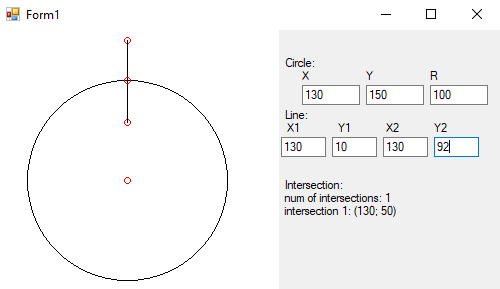 Form1
Circle:
X Y R
130 150 100
Line:
X1 Y1 X2 Y2
130 10 130 92
Intersection:
num of intersections: 1
intersection 1: (130; 50)